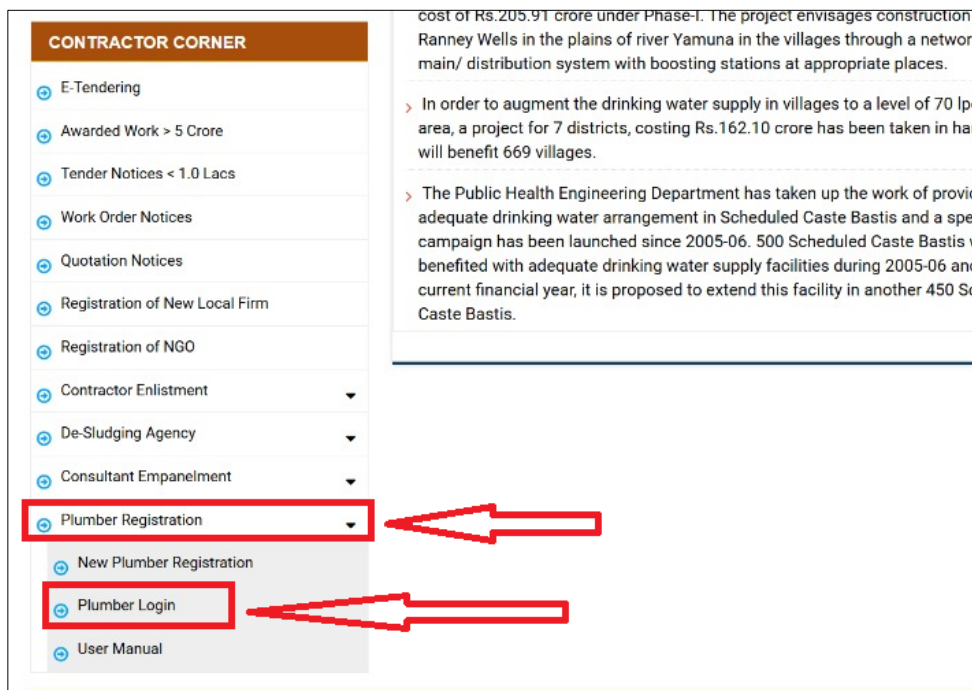 CONTRACTOR CORNER
E-Tendering
Awarded Work > 5 Crore
Tender Notices < 1.0 Lacs
Work Order Notices
Quotation Notices
Registration of New Local Firm
Registration of NGO
Contractor Enlistment
De-Sludging Agency
Consultant Empanelment
Plumber Registration
New Plumber Registration
Plumber Login
User Manual
cost of Rs.205.91 crore under Phase-I. The project envisages construction
Ranney Wells in the plains of river Yamuna in the villages through a networ
main/ distribution system with boosting stations at appropriate places.
In order to augment the drinking water supply in villages to a level of 70 lp
area, a project for 7 districts, costing Rs.162.10 crore has been taken in ha
will benefit 669 villages.
The Public Health Engineering Department has taken up the work of provi
adequate drinking water arrangement in Scheduled Caste Bastis and a spe
campaign has been launched since 2005-06. 500 Scheduled Caste Bastis
benefited with adequate drinking water supply facilities during 2005-06 and
current financial year, it is proposed to extend this facility in another 450 Sc
Caste Bastis.